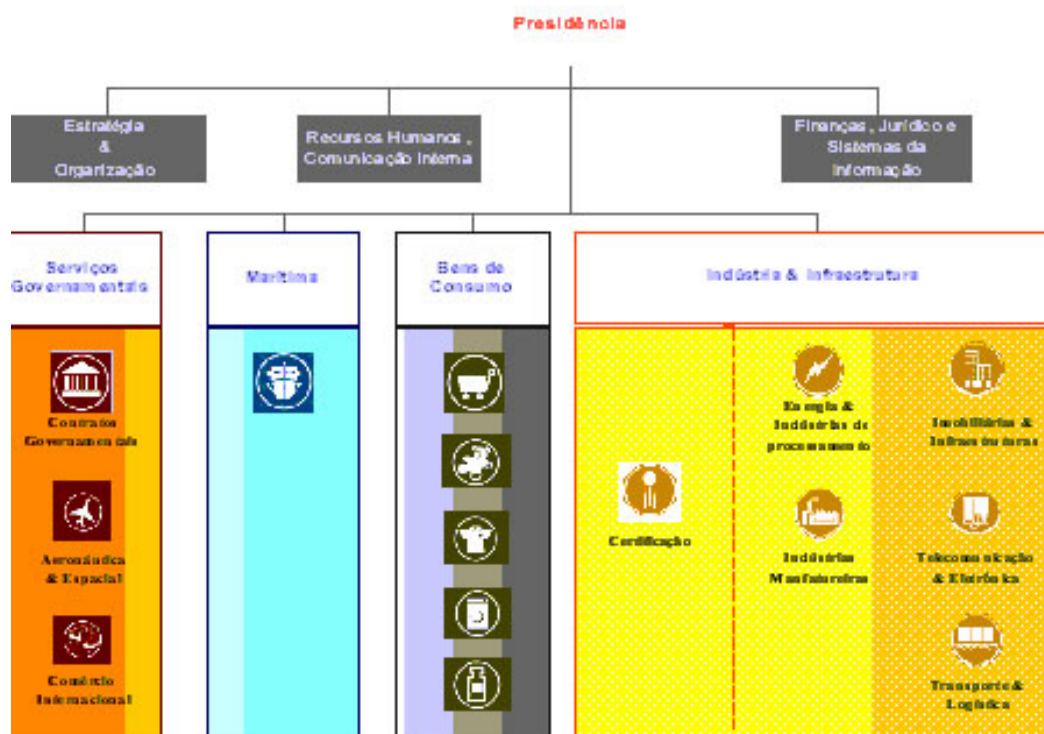 Presidência
Estratégia
&
Organização
Recursos Humanos,
Comunicação Interna
Finanças, Jurídico e
Sistemas da
Informação
Serviços
Governamentais
Marítima
Bens de
Consumo
Indústria & Infraestrutura
Contratos
Governamentais
Aeronáutica
& Espacial
Comércio
Internacional
Certificação
Energia &
Indústrias de
processamento
Indústrias
Manfatureiras
Imobiliárias &
Infraestruturas
Telecomunicação
& Eletrônica
Transporte &
Logística